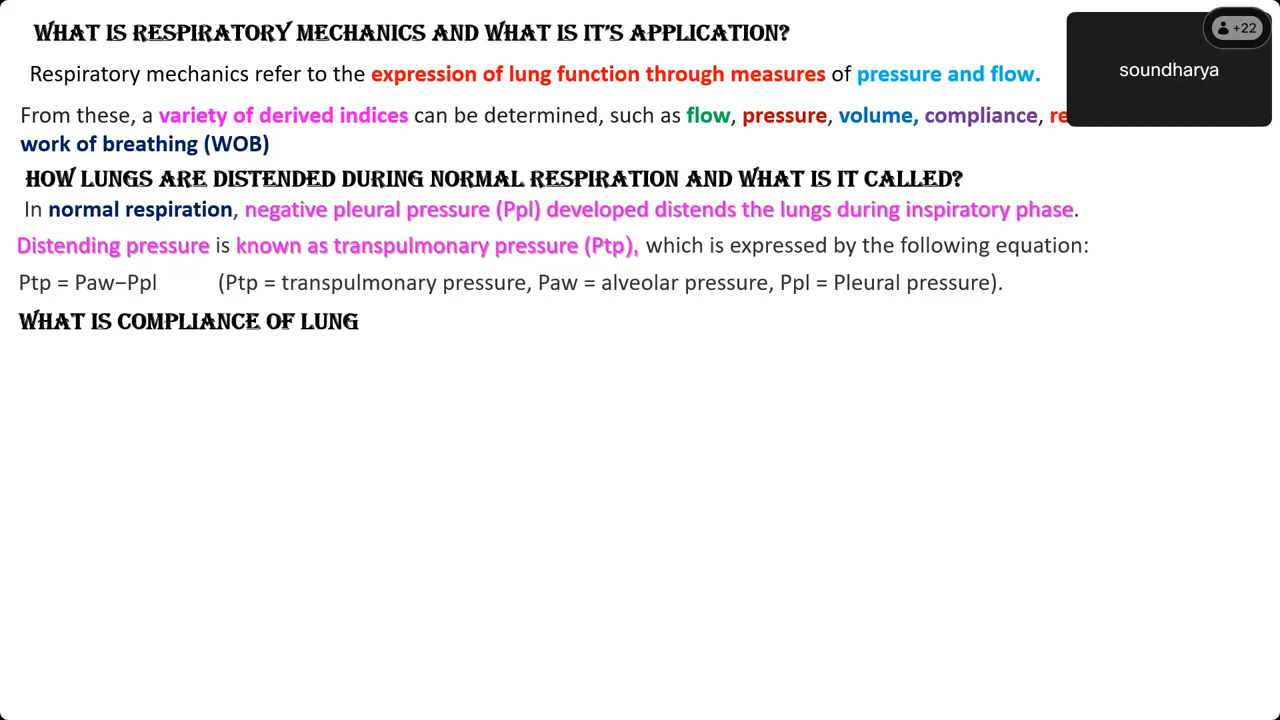 WHAT IS RESPIRATORY MECHANICS AND WHAT IS IT'S APPLICATION?
+22
soundharya
Respiratory mechanics refer to the expression of lung function through measures of pressure and flow.
From these, a variety of derived indices can be determined, such as flow, pressure, volume, compliance,
work of breathing (WOB)
HOW LUNGS ARE DISTENDED DURING NORMAL RESPIRATION AND WHAT IS IT CALLED?
In normal respiration, negative pleural pressure (Ppl) developed distends the lungs during inspiratory phase.
Distending pressure is known as transpulmonary pressure (Ptp), which is expressed by the following equation:
Ptp = Paw−Ppl (Ptp = transpulmonary pressure, Paw = alveolar pressure, Ppl = Pleural pressure).
WHAT IS COMPLIANCE OF LUNG